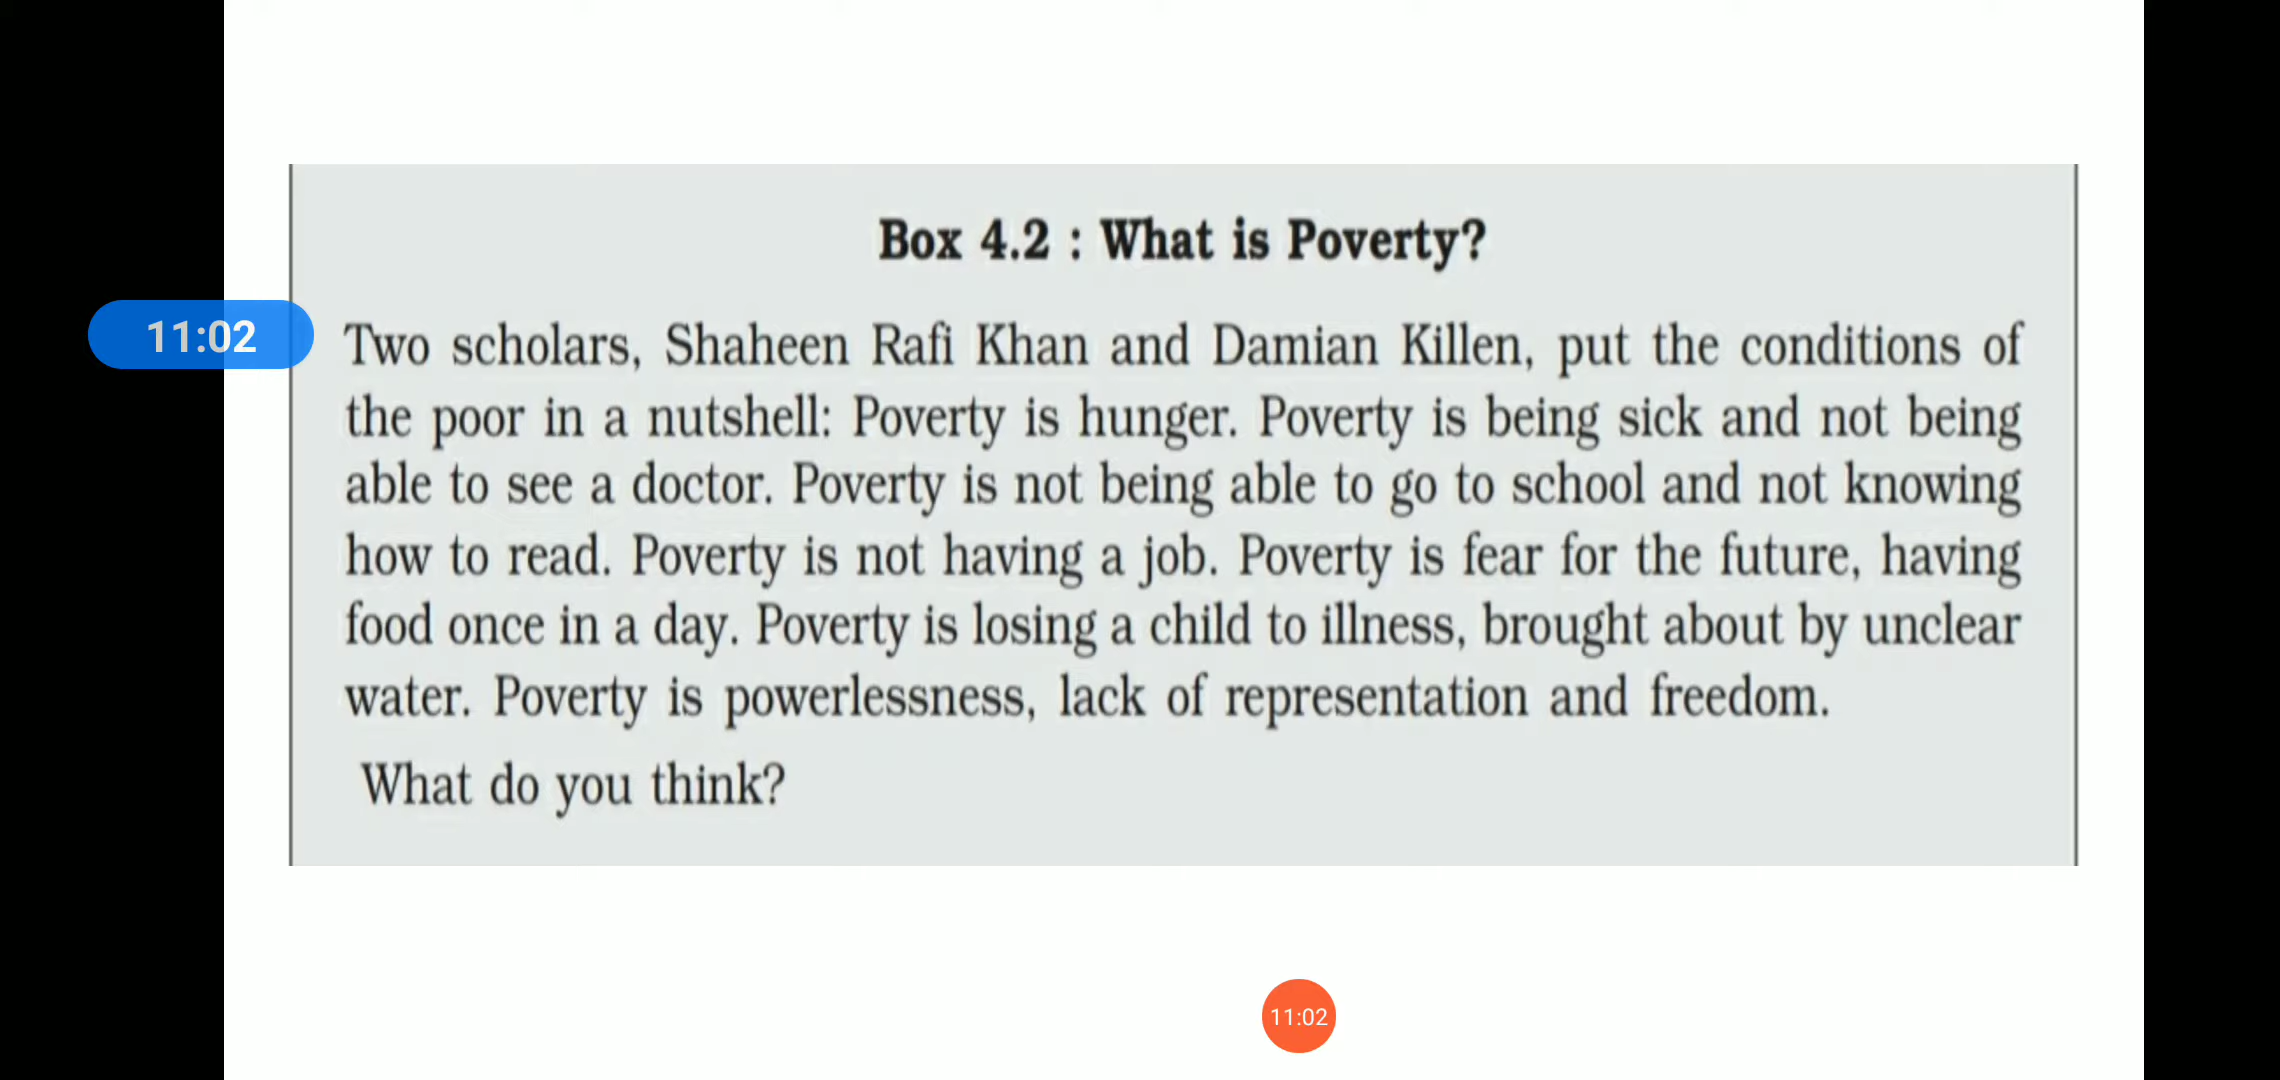 Box 4.2 : What is Poverty?
11:02
Two scholars, Shaheen Rafi Khan and Damian Killen, put the conditions of
the poor in a nutshell: Poverty is hunger. Poverty is being sick and not being
able to see a doctor. Poverty is not being able to go to school and not knowing
how to read. Poverty is not having a job. Poverty is fear for the future, having
food once in a day. Poverty is losing a child to illness, brought about by unclear
water. Poverty is powerlessness, lack of representation and freedom.
What do you think?
11:02